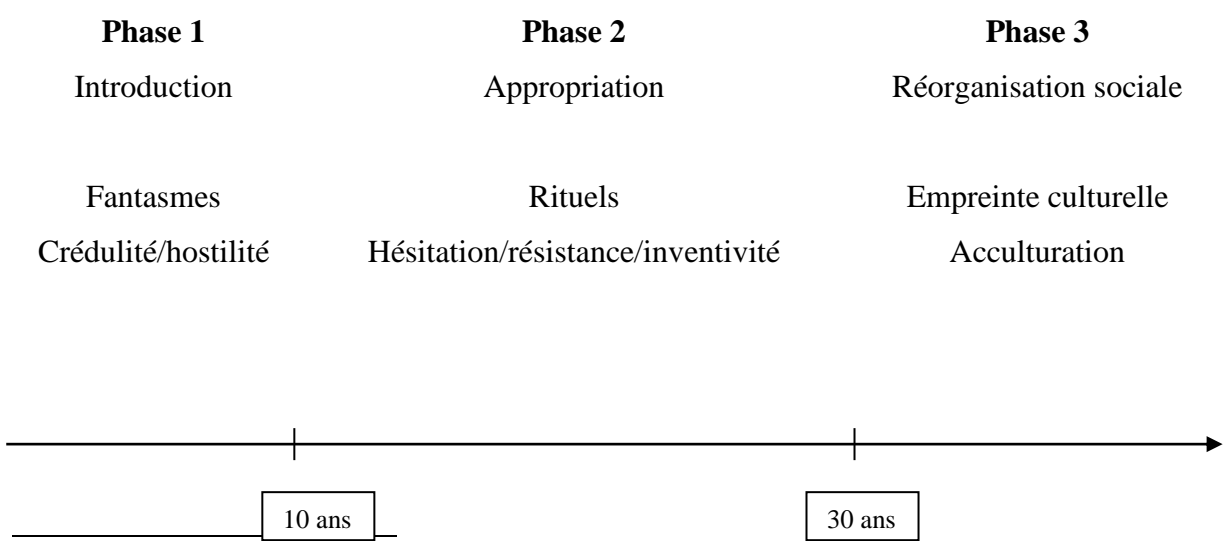 Phase 1 Phase 2 Phase 3
Introduction Appropriation Réorganisation sociale
Fantasmes Rituels Empreinte culturelle
Crédulité/hostilité Hésitation/résistance/inventivité Acculturation
10 ans 30 ans